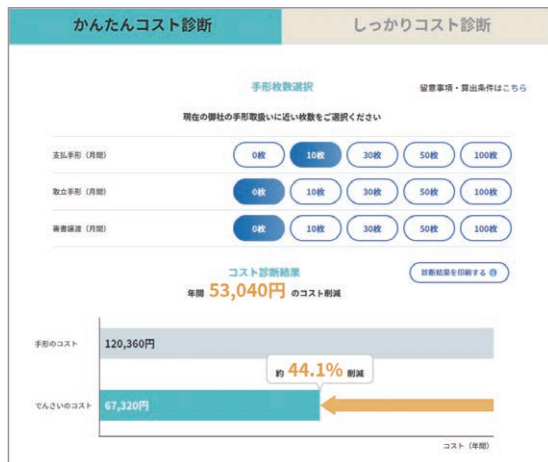 かんたんコスト診断
しっかりコスト診断
手形枚数選択
留意事項・算出条件はこちら
現在の御社の手形取扱いに近い枚数をご選択ください
支払手形（月間） 0枚 10枚 30枚 50枚 100枚
取立手形（月間） 0枚 10枚 30枚 50枚 100枚
裏書譲渡（月間） 0枚 10枚 30枚 50枚 100枚
コスト診断結果
診断結果を印刷する
年間 53,040円 のコスト削減
手形のコスト 120,360円
約 44.1% 削減
でんさいのコスト 67,320円
コスト（年間）